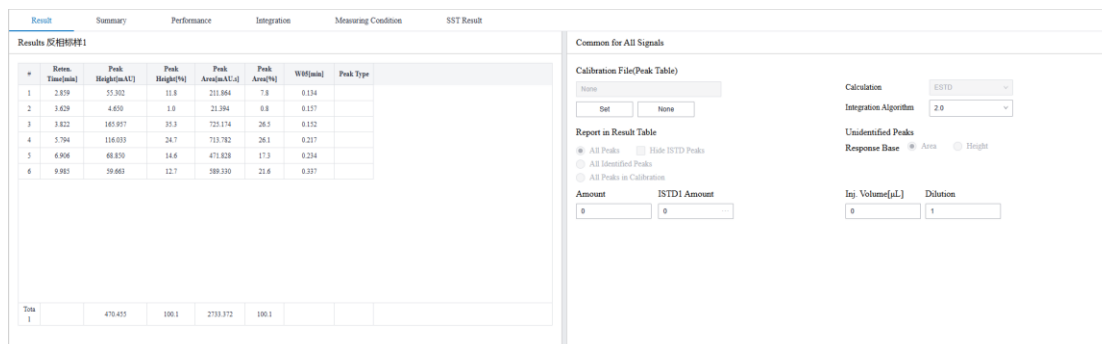 Result Summary Performance Integration Measuring Condition SST Result
Results 反相标样1
# Reten. Time[min] Peak Height[mAU] Peak Height[%] Peak Area[mAU.s] Peak Area[%] W05[min] Peak Type
1 2.859 55.302 11.8 211.864 7.8 0.134
2 3.629 4.650 1.0 21.394 0.8 0.157
3 3.822 165.957 35.3 725.174 26.5 0.152
4 5.794 116.033 24.7 713.782 26.1 0.217
5 6.906 68.850 14.6 471.828 17.3 0.234
6 9.985 59.663 12.7 589.330 21.6 0.337
Total 470.455 100.1 2733.372 100.1
Common for All Signals
Calibration File(Peak Table)
None
Set None
Calculation ESTD
Integration Algorithm 2.0
Report in Result Table
All Peaks Hide ISTD Peaks
All Identified Peaks
All Peaks in Calibration
Unidentified Peaks
Response Base Area Height
Amount ISTD1 Amount
0 0 ...
Inj. Volume[μL] Dilution
0 1